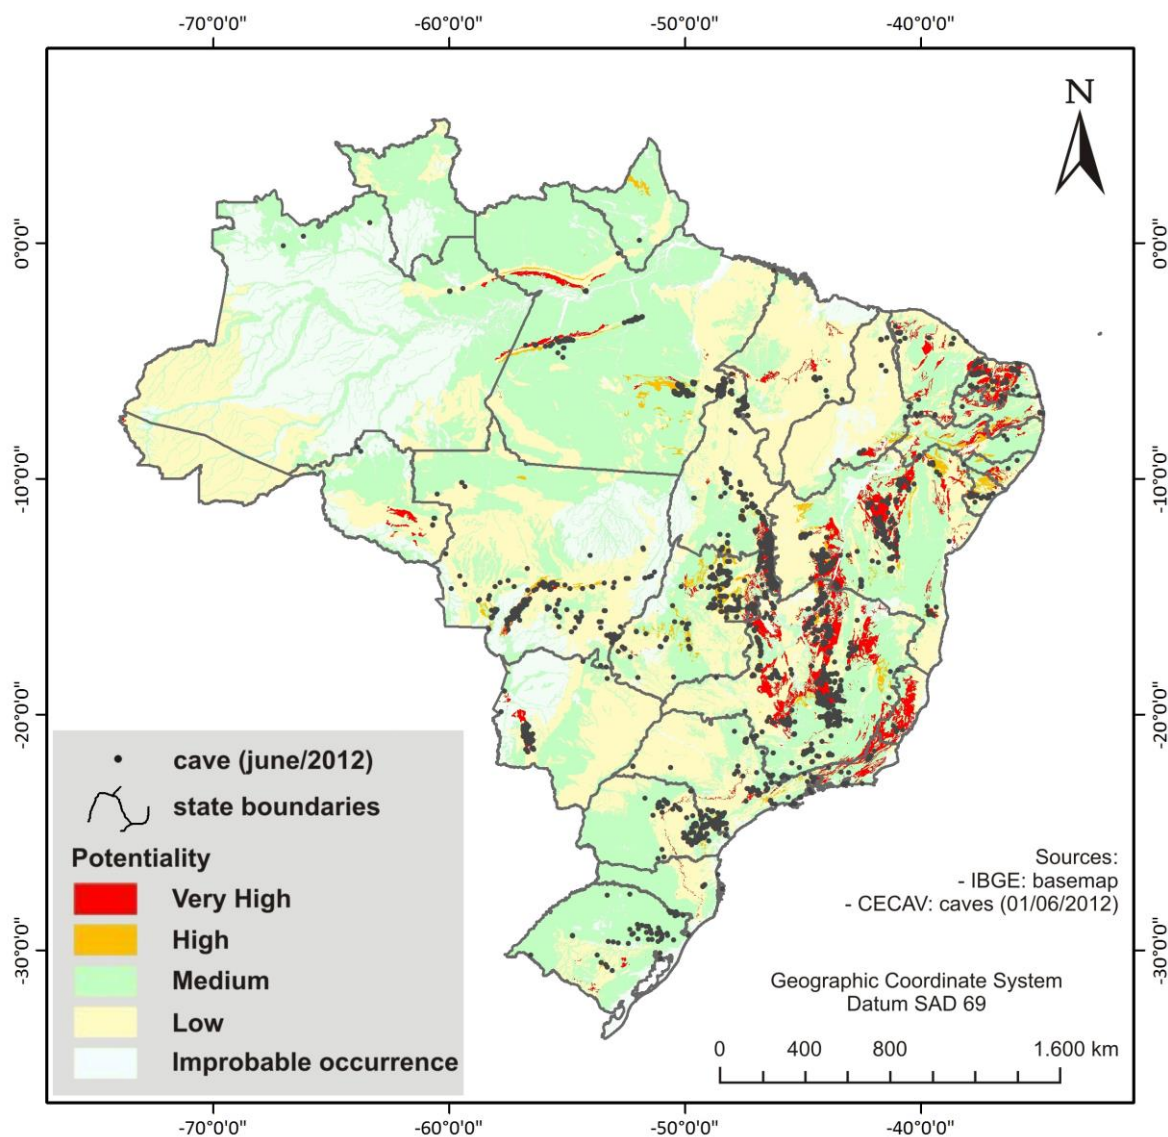 -70°0'0" -60°0'0" -50°0'0" -40°0'0"
N
0°0'0" 0°0'0"
-10°0'0" -10°0'0"
-20°0'0" -20°0'0"
-30°0'0" -30°0'0"
cave (june/2012)
state boundaries
Potentiality
Very High
High
Medium
Low
Improbable occurrence
Sources:
- IBGE: basemap
- CECAV: caves (01/06/2012)
Geographic Coordinate System
Datum SAD 69
0 400 800 1.600 km
-70°0'0" -60°0'0" -50°0'0" -40°0'0"